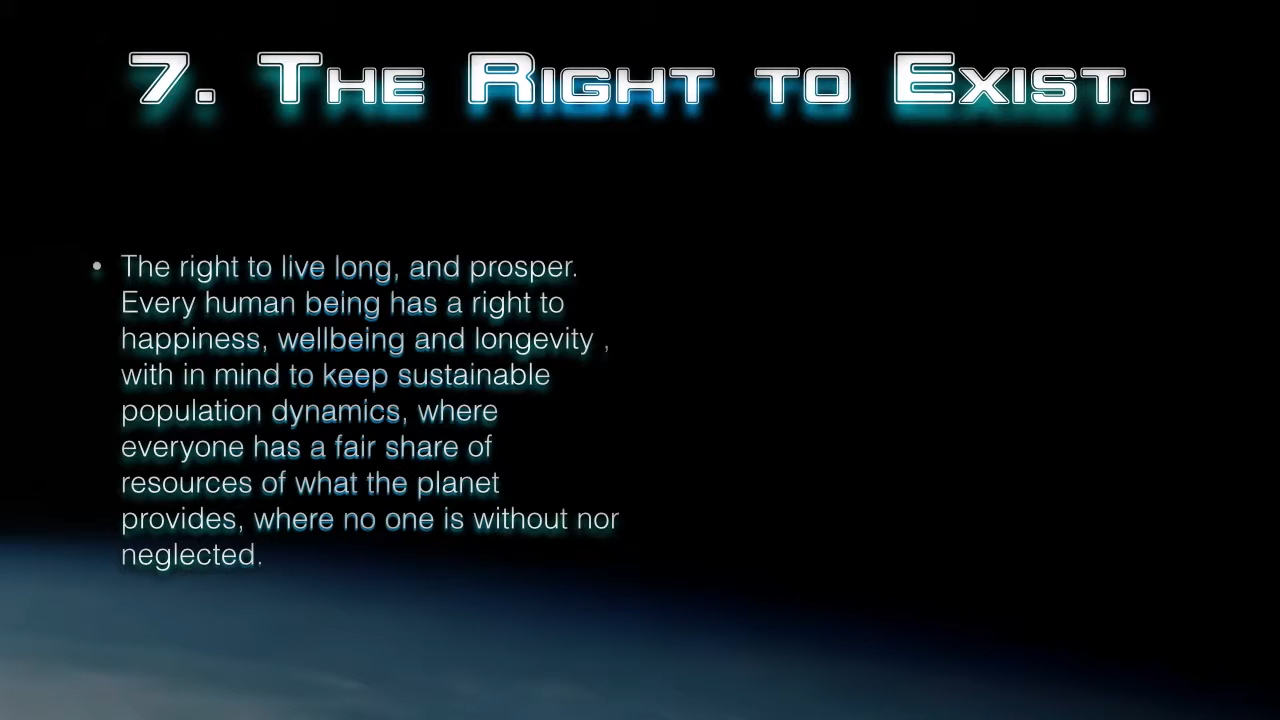 7. The Right to Exist.
• The right to live long, and prosper.
Every human being has a right to
happiness, wellbeing and longevity ,
with in mind to keep sustainable
population dynamics, where
everyone has a fair share of
resources of what the planet
provides, where no one is without nor
neglected.